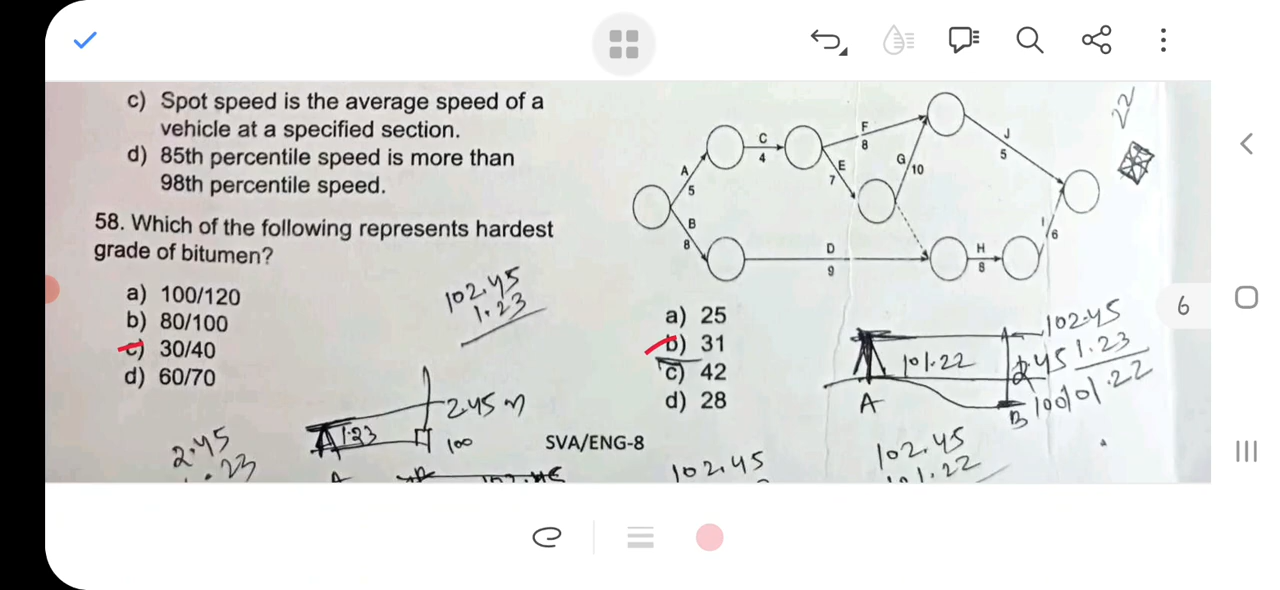 c) Spot speed is the average speed of a
vehicle at a specified section.
d) 85th percentile speed is more than
98th percentile speed.
58. Which of the following represents hardest
grade of bitumen?
a) 100/120
b) 80/100
c) 30/40
d) 60/70
102.45
1.23
2.45 m
1.23
100
2.45
.23
A
SVA/ENG-8
22
A
5
B
8
C
4
D
9
E
7
F
8
G
10
H
8
I
6
J
5
a) 25
b) 31
c) 42
d) 28
102.45
101.22
2.45
1.23
A
B
102.45
102.45
6